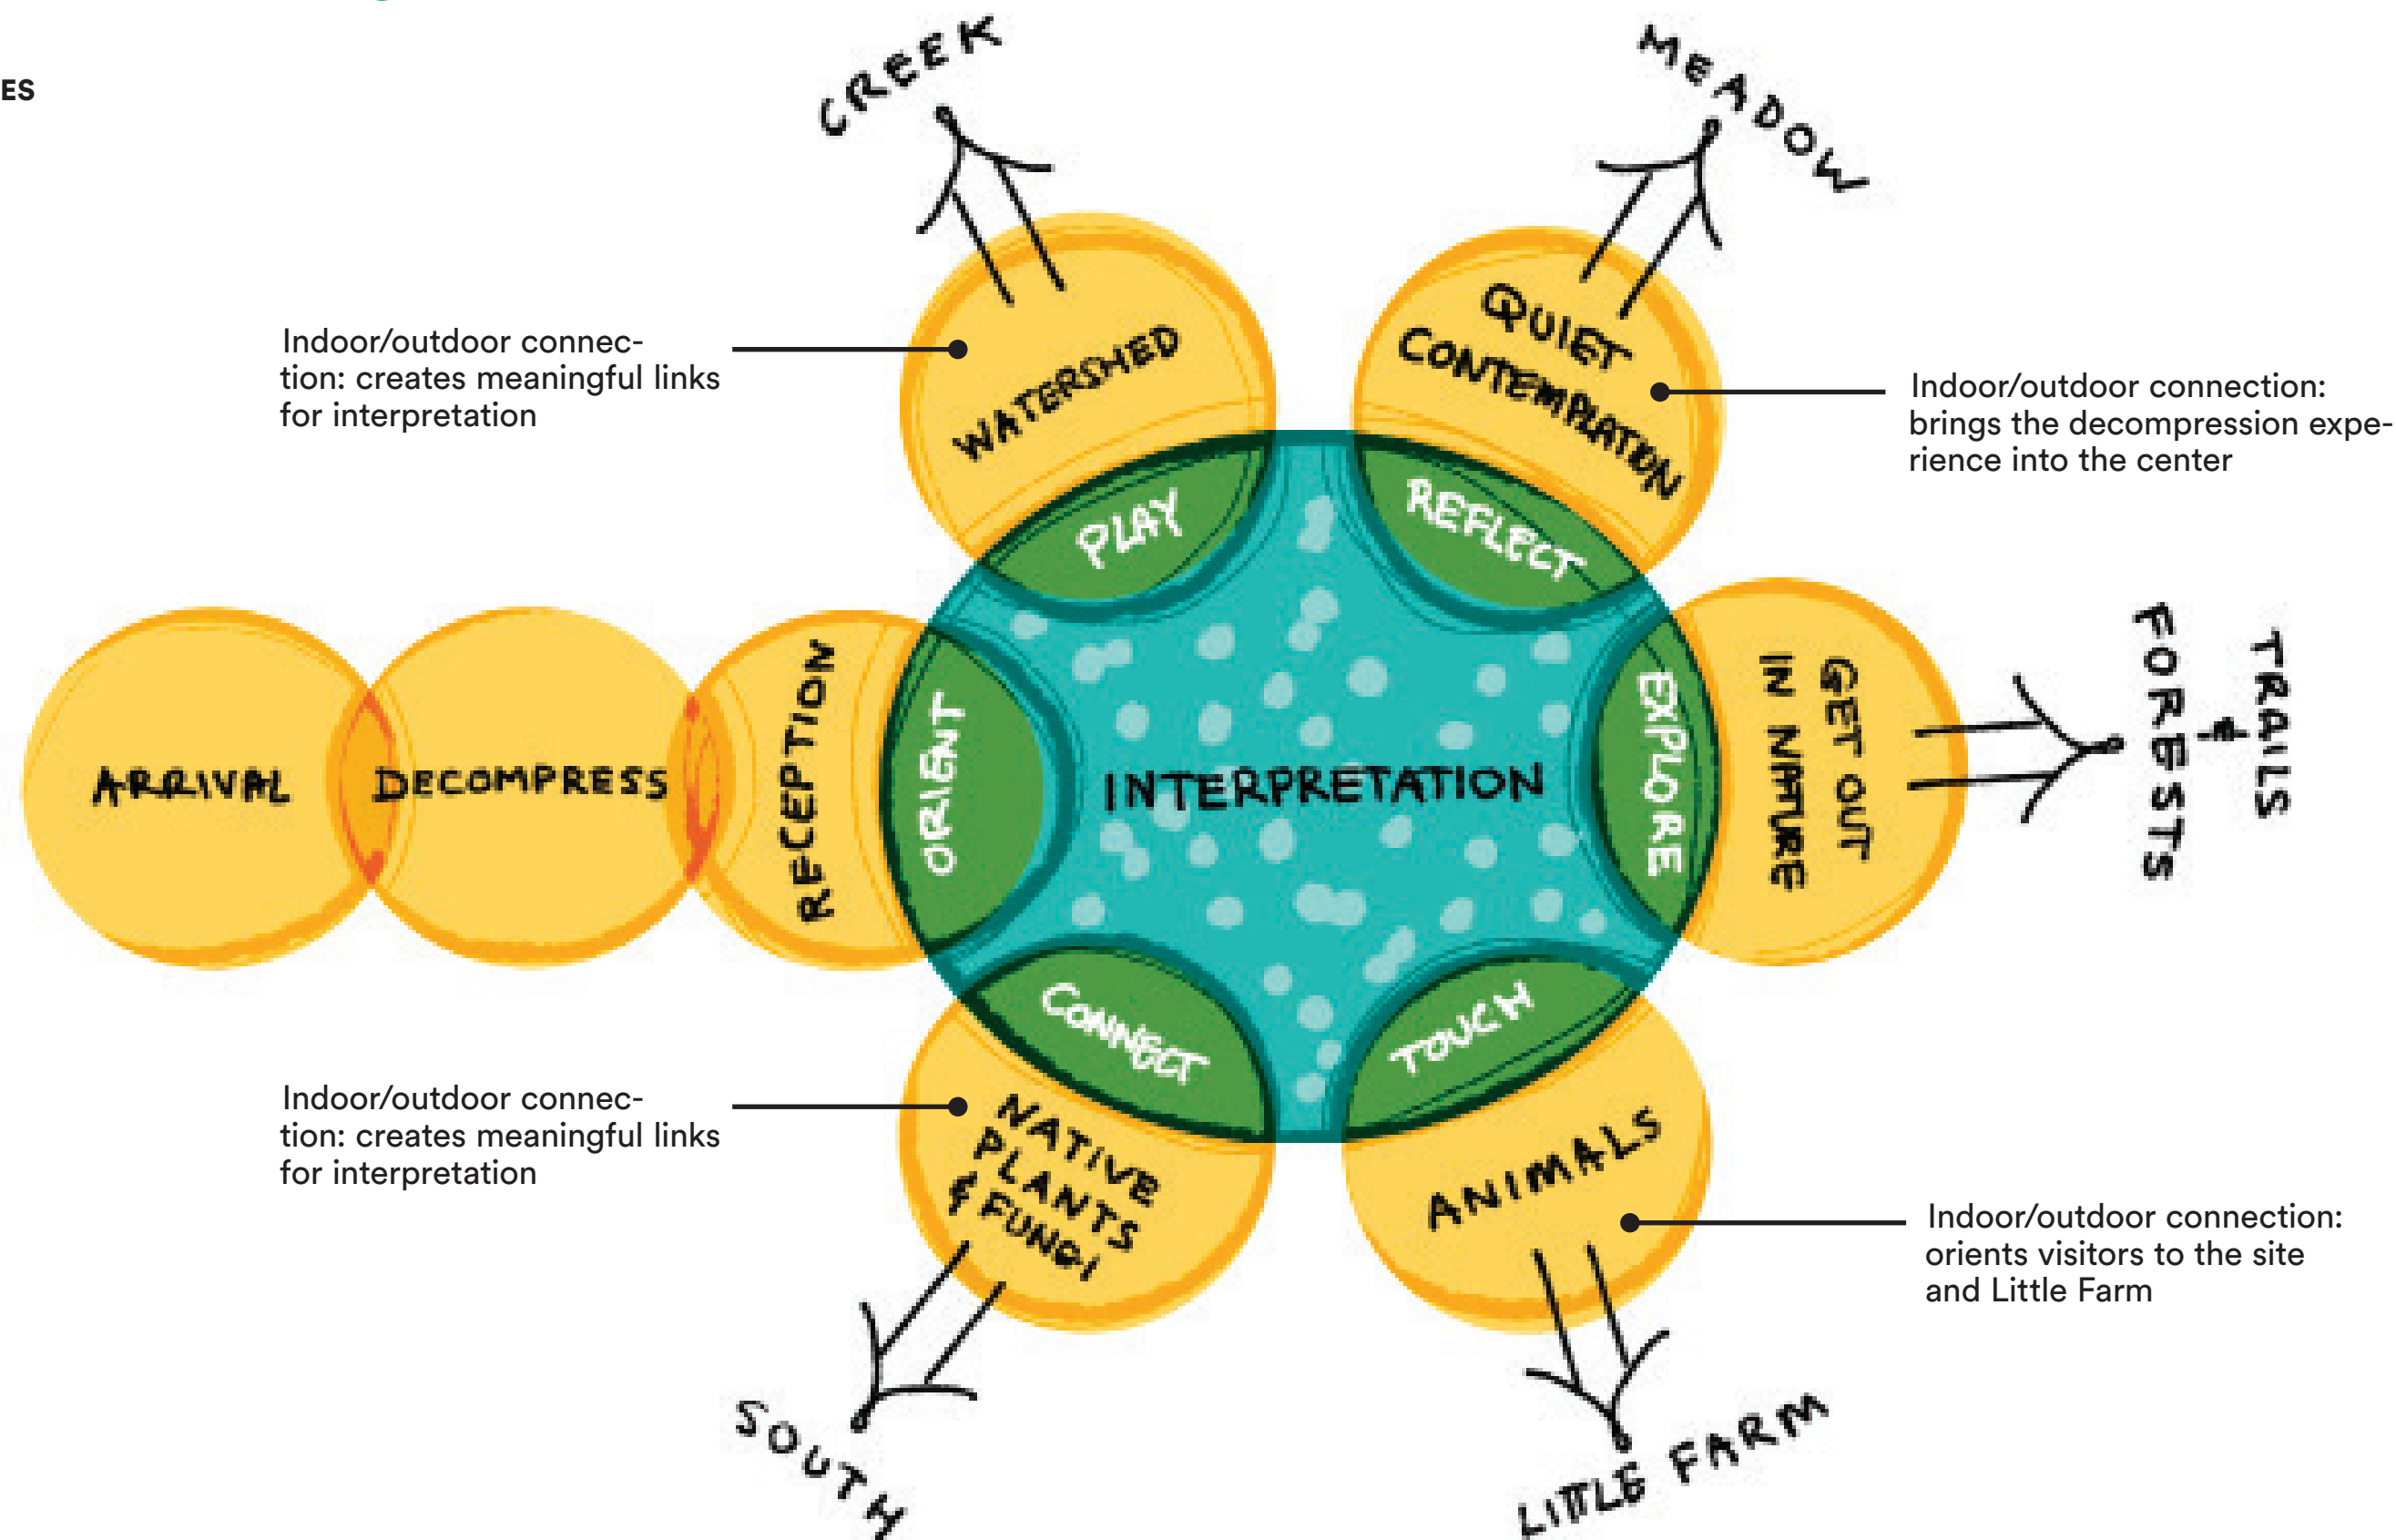 ES
CREEK
MEADOW
Indoor/outdoor connec-
tion: creates meaningful links
for interpretation
WATERSHED
QUIET
CONTEMPLATION
Indoor/outdoor connection:
brings the decompression expe-
rience into the center
PLAY
REFLECT
ARRIVAL
DECOMPRESS
RECEPTION
ORIENT
INTERPRETATION
EXPLORE
GET OUT
IN NATURE
TRAILS
&
FORESTS
CONNECT
TOUCH
Indoor/outdoor connec-
tion: creates meaningful links
for interpretation
NATIVE
PLANTS
& FUNGI
ANIMALS
Indoor/outdoor connection:
orients visitors to the site
and Little Farm
SOUTH
LITTLE FARM